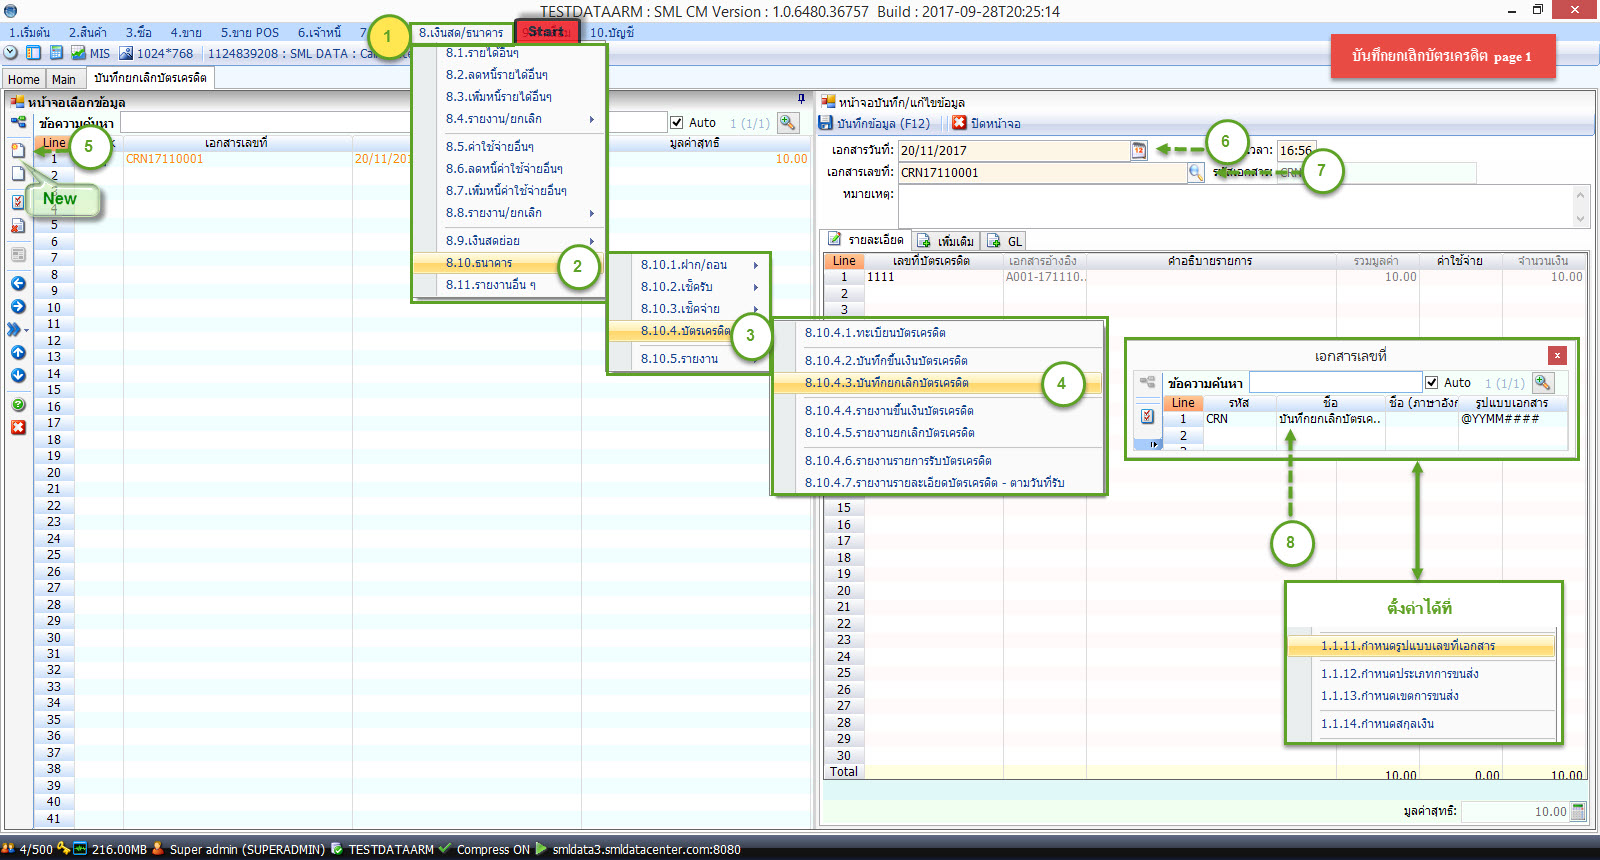 TESTDATAARM : SML CM Version : 1.0.6480.36757 Build : 2017-09-28T20:25:14
1.เริ่มต้น 2.สินค้า 3.ซื้อ 4.ขาย 5.ขาย POS 6.เจ้าหนี้ 7 1 8.เงินสด/ธนาคาร Start 10.บัญชี
MIS 1024*768 1124839208 : SML DATA
บันทึกยกเลิกบัตรเครดิต page 1
Home Main บันทึกยกเลิกบัตรเครดิต
หน้าจอเลือกข้อมูล
ข้อความค้นหา Auto 1 (1/1)
Line 5 เอกสารเลขที่ มูลค่าสุทธิ
1 CRN17110001 20/11/201 10.00
2
New
5
6
7
8
9
10
11
12
13
14
15
16
17
18
19
20
21
22
23
24
25
26
27
28
29
30
31
32
33
34
35
36
37
38
39
40
41
8.1.รายได้อื่นๆ
8.2.ลดหนี้รายได้อื่นๆ
8.3.เพิ่มหนี้รายได้อื่นๆ
8.4.รายงาน/ยกเลิก
8.5.ค่าใช้จ่ายอื่นๆ
8.6.ลดหนี้ค่าใช้จ่ายอื่นๆ
8.7.เพิ่มหนี้ค่าใช้จ่ายอื่นๆ
8.8.รายงาน/ยกเลิก
8.9.เงินสดย่อย
8.10.ธนาคาร 2
8.11.รายงานอื่น ๆ
8.10.1.ฝาก/ถอน
8.10.2.เช็ครับ
8.10.3.เช็คจ่าย
8.10.4.บัตรเครดิต 3
8.10.5.รายงาน
8.10.4.1.ทะเบียนบัตรเครดิต
8.10.4.2.บันทึกขึ้นเงินบัตรเครดิต
8.10.4.3.บันทึกยกเลิกบัตรเครดิต 4
8.10.4.4.รายงานขึ้นเงินบัตรเครดิต
8.10.4.5.รายงานยกเลิกบัตรเครดิต
8.10.4.6.รายงานรายการรับบัตรเครดิต
8.10.4.7.รายงานรายละเอียดบัตรเครดิต - ตามวันที่รับ
หน้าจอบันทึก/แก้ไขข้อมูล
บันทึกข้อมูล (F12) ปิดหน้าจอ
เอกสารวันที่: 20/11/2017 12 6 เวลา: 16:56
เอกสารเลขที่: CRN17110001 รหัสเอกสาร: CRN 7
หมายเหตุ:
รายละเอียด เพิ่มเติม GL
Line เลขที่บัตรเครดิต เอกสารอ้างอิง คำอธิบายรายการ รวมมูลค่า ค่าใช้จ่าย จำนวนเงิน
1 1111 A001-171110.. 10.00 10.00
2
3
15
16
17
18
19
20
21
22
23
24
25
26
27
28
29
30
Total 10.00 0.00 10.00
มูลค่าสุทธิ: 10.00
เอกสารเลขที่
ข้อความค้นหา Auto 1 (1/1)
Line รหัส ชื่อ ชื่อ (ภาษาอังก รูปแบบเอกสาร
1 CRN บันทึกยกเลิกบัตรเค.. @YYMM####
2
8
ตั้งค่าได้ที่
1.1.11.กำหนดรูปแบบเลขที่เอกสาร
1.1.12.กำหนดประเภทการขนส่ง
1.1.13.กำหนดเขตการขนส่ง
1.1.14.กำหนดสกุลเงิน
4/500 216.00MB Super admin (SUPERADMIN) TESTDATAARM Compress ON smldata3.smldatacenter.com:8080